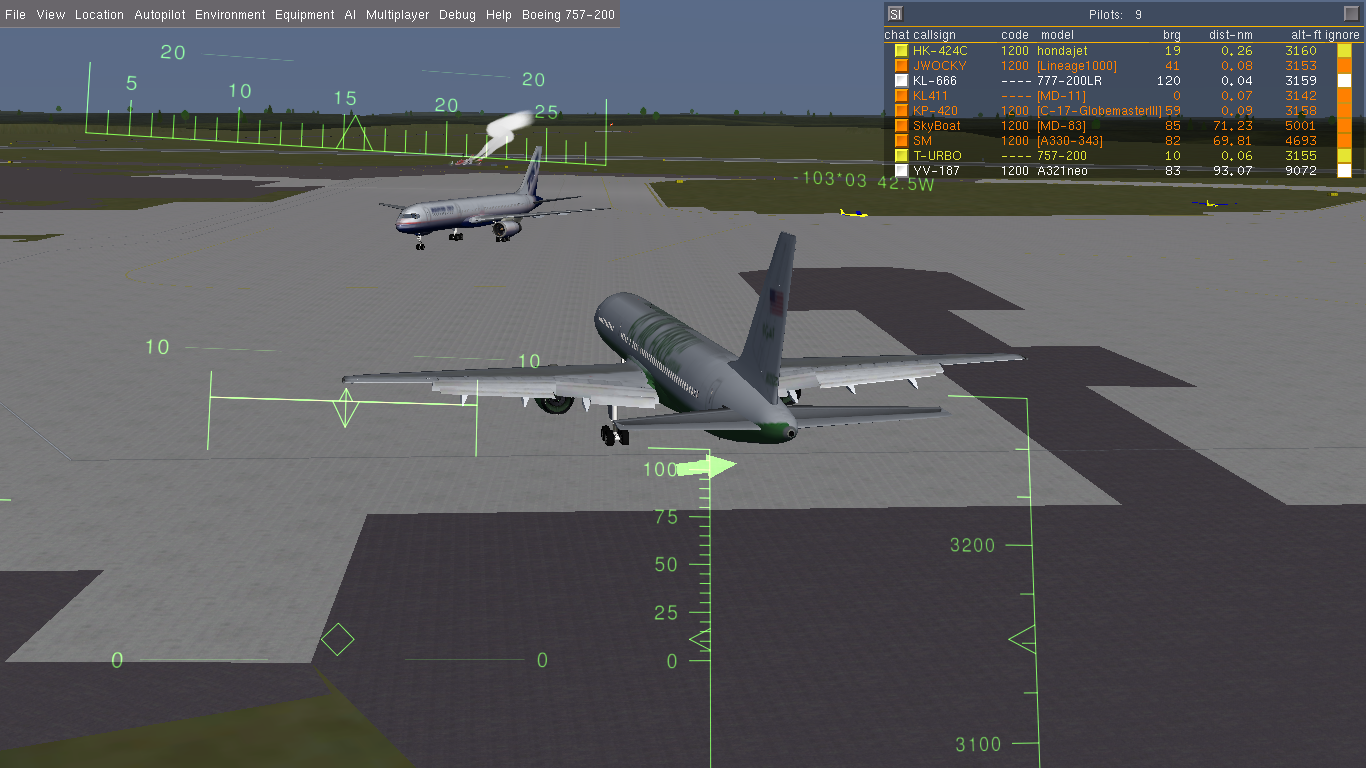 File View Location Autopilot Environment Equipment AI Multiplayer Debug Help Boeing 757-200
SI Pilots: 9
chat callsign code model brg dist-nm alt-ft ignore
HK-424C 1200 hondajet 19 0.26 3160
JWOCKY 1200 [Lineage1000] 41 0.08 3153
KL-666 ---- 777-200LR 120 0.04 3159
KL411 ---- [MD-11] 0 0.07 3142
KP-420 1200 [C-17-GlobemasterIII] 59 0.09 3158
SkyBoat 1200 [MD-83] 85 71.23 5001
SM 1200 [A330-343] 82 69.81 4693
T-URBO ---- 757-200 10 0.06 3155
YV-187 1200 A321neo 83 93.07 9072
20 20
5 10 15 20 25
-103*03 42.5W
10 10
100
75
50
25
0
3200
3100
0 0